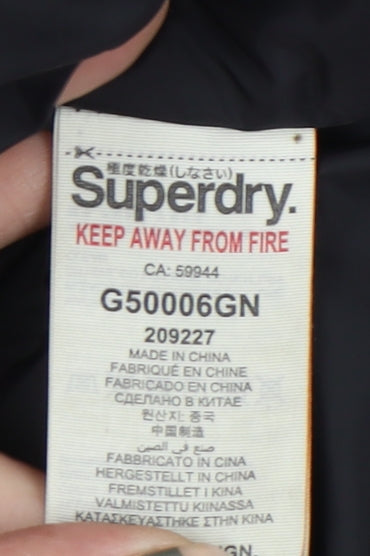 極度乾燥(しなさい)
Superdry.
KEEP AWAY FROM FIRE
CA: 59944
G50006GN
209227
MADE IN CHINA
FABRIQUÉ EN CHINE
FABRICADO EN CHINA
СДЕЛАНО В КИТАЕ
원산지: 중국
中国制造
صنع في الصين
FABBRICATO IN CINA
HERGESTELLT IN CHINA
FREMSTILLET I KINA
VALMISTETTU KIINASSA
ΚΑΤΑΣΚΕΥΑΣΤΗΚΕ ΣΤΗΝ ΚΙΝΑ